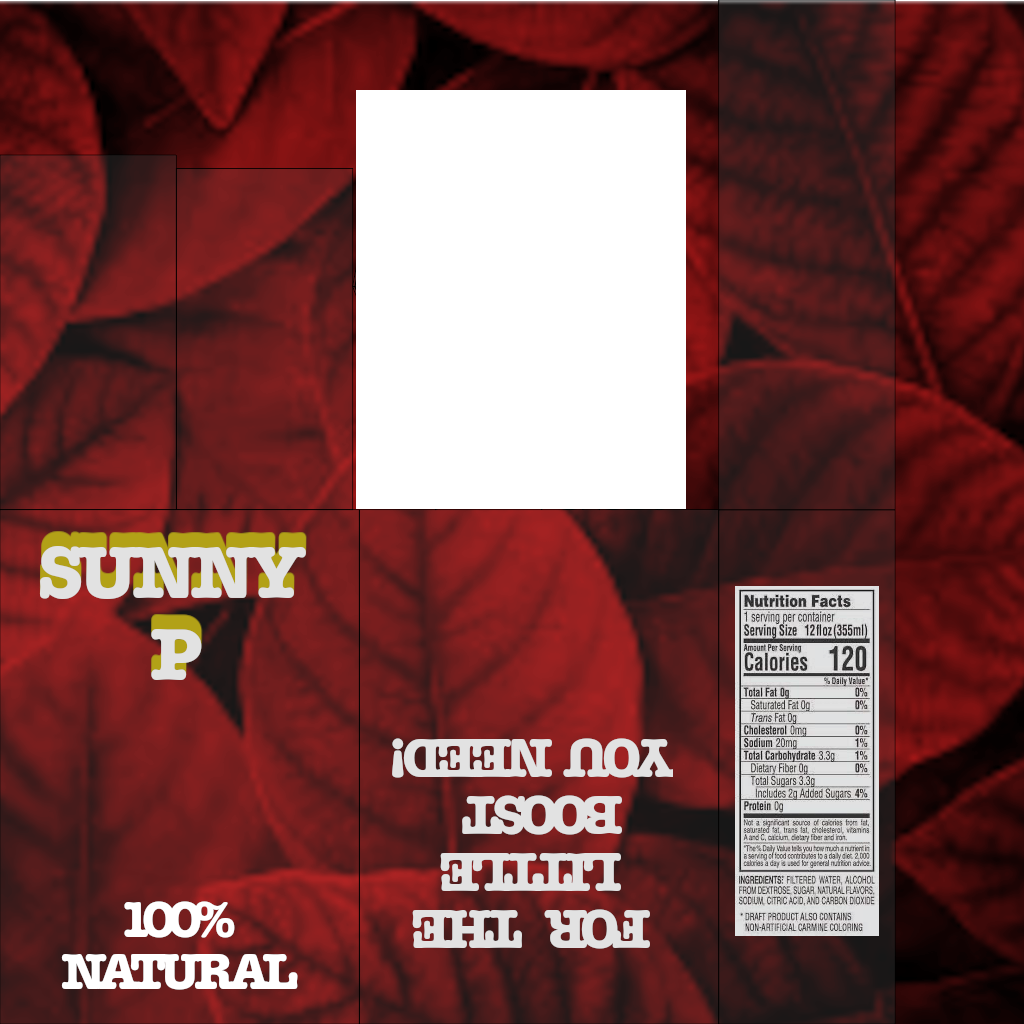 SUNNY
P
100%
NATURAL
FOR THE
LITTLE
BOOST
YOU NEED!
Nutrition Facts
1 serving per container
Serving Size 12 fl oz (355ml)
Amount Per Serving
Calories 120
% Daily Value*
Total Fat 0g 0%
Saturated Fat 0g 0%
Trans Fat 0g
Cholesterol 0mg 0%
Sodium 20mg 1%
Total Carbohydrate 3.3g 1%
Dietary Fiber 0g 0%
Total Sugars 3.3g
Includes 2g Added Sugars 4%
Protein 0g
Not a significant source of calories from fat,
saturated fat, trans fat, cholesterol, vitamins
A and C, calcium, dietary fiber and iron.
*The % Daily Value tells you how much a nutrient in
a serving of food contributes to a daily diet. 2,000
calories a day is used for general nutrition advice.
INGREDIENTS: FILTERED WATER, ALCOHOL
FROM DEXTROSE, SUGAR, NATURAL FLAVORS,
SODIUM, CITRIC ACID, AND CARBON DIOXIDE
* DRAFT PRODUCT ALSO CONTAINS
NON-ARTIFICIAL CARMINE COLORING